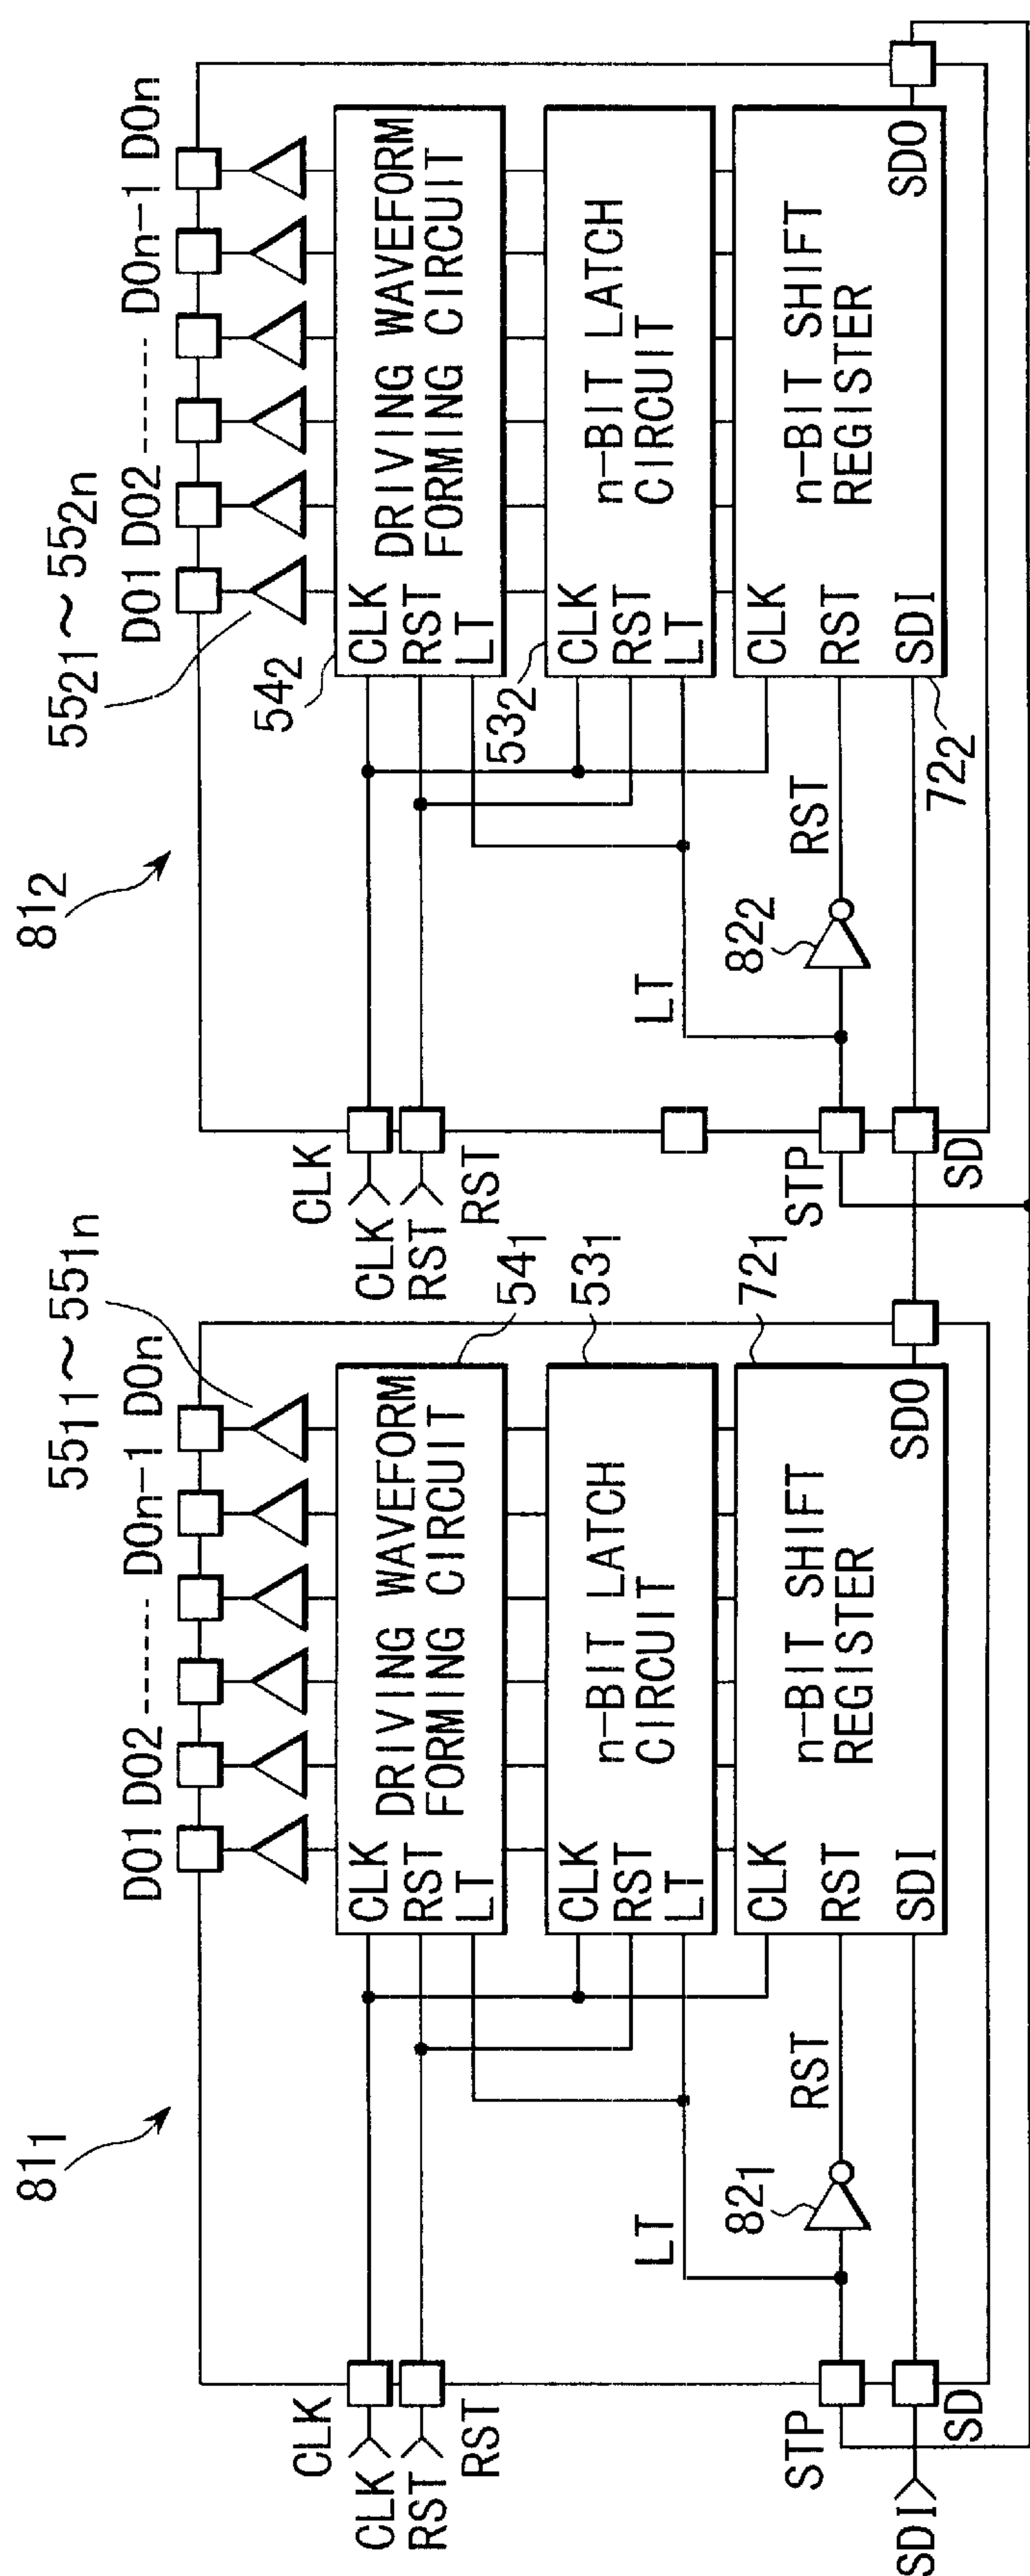 81₁
55₁₁~55₁n
DO1 DO2 ------ DOn-1 DOn
54₁
DRIVING WAVEFORM
FORMING CIRCUIT
CLK
RST
LT
53₁
n-BIT LATCH
CIRCUIT
CLK
RST
LT
72₁
n-BIT SHIFT
REGISTER
CLK
RST
SDI
SDO
CLK
CLK
RST
RST
LT
82₁
RST
STP
SD
SDI
81₂
55₂₁~55₂n
DO1 DO2 ------ DOn-1 DOn
54₂
DRIVING WAVEFORM
FORMING CIRCUIT
CLK
RST
LT
53₂
n-BIT LATCH
CIRCUIT
CLK
RST
LT
72₂
n-BIT SHIFT
REGISTER
CLK
RST
SDI
SDO
CLK
CLK
RST
RST
LT
82₂
RST
STP
SD